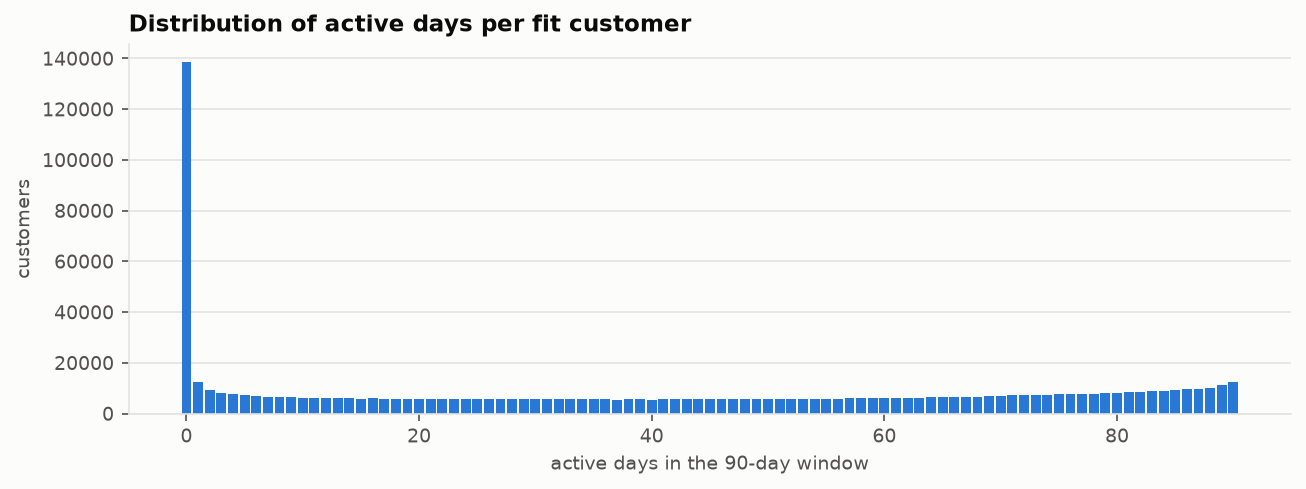 Distribution of active days per fit customer
140000
120000
100000
80000
60000
40000
20000
0
customers
0 20 40 60 80
active days in the 90-day window